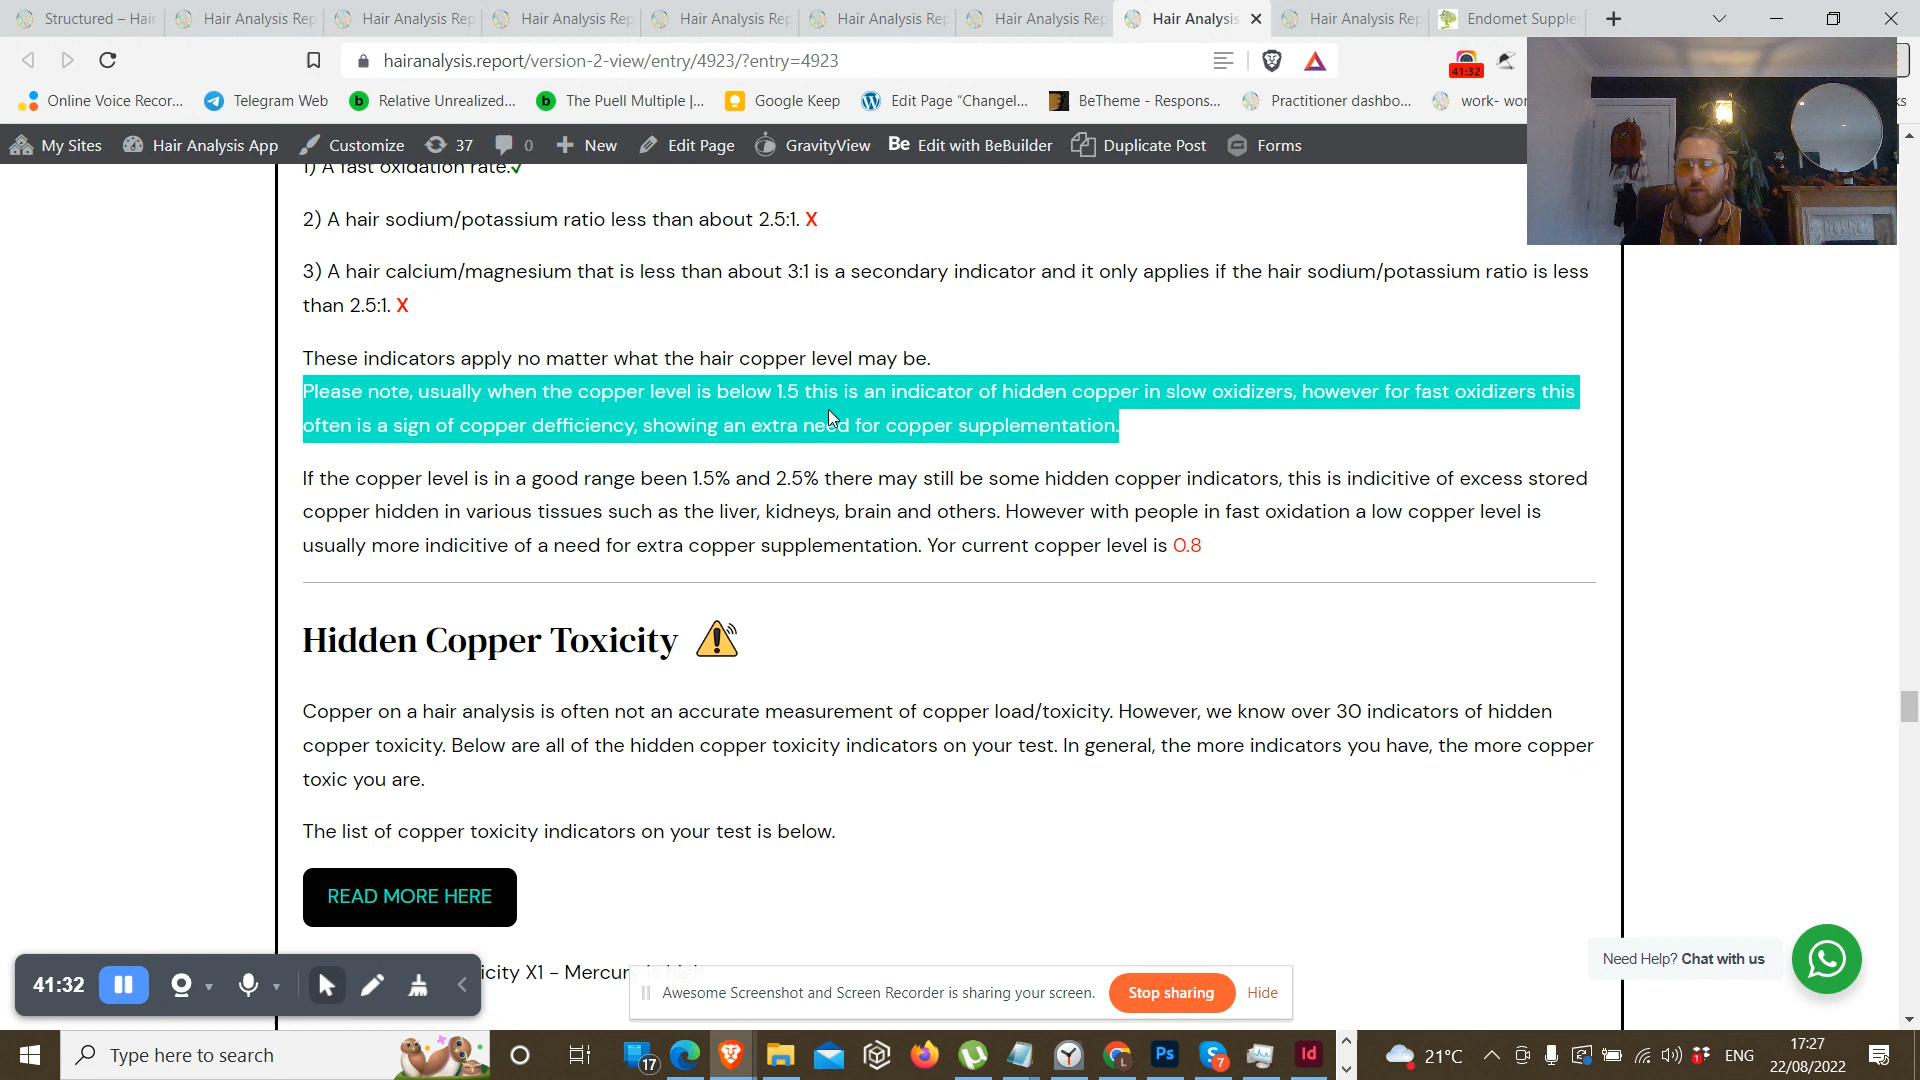 Structured – Hair
Hair Analysis Rep
Hair Analysis Rep
Hair Analysis Rep
Hair Analysis Rep
Hair Analysis Rep
Hair Analysis Rep
Hair Analysis
Hair Analysis Rep
Endomet Supple
hairanalysis.report/version-2-view/entry/4923/?entry=4923
41:32
Online Voice Recor...
Telegram Web
Relative Unrealized...
The Puell Multiple |...
Google Keep
Edit Page “Changel...
BeTheme - Respons...
Practitioner dashbo...
work- wor
My Sites
Hair Analysis App
Customize
37
0
New
Edit Page
GravityView
Be Edit with BeBuilder
Duplicate Post
Forms
1) A fast oxidation rate.✓
2) A hair sodium/potassium ratio less than about 2.5:1. X
3) A hair calcium/magnesium that is less than about 3:1 is a secondary indicator and it only applies if the hair sodium/potassium ratio is less
than 2.5:1. X
These indicators apply no matter what the hair copper level may be.
Please note, usually when the copper level is below 1.5 this is an indicator of hidden copper in slow oxidizers, however for fast oxidizers this
often is a sign of copper defficiency, showing an extra need for copper supplementation.
If the copper level is in a good range been 1.5% and 2.5% there may still be some hidden copper indicators, this is indicitive of excess stored
copper hidden in various tissues such as the liver, kidneys, brain and others. However with people in fast oxidation a low copper level is
usually more indicitive of a need for extra copper supplementation. Yor current copper level is 0.8
Hidden Copper Toxicity
Copper on a hair analysis is often not an accurate measurement of copper load/toxicity. However, we know over 30 indicators of hidden
copper toxicity. Below are all of the hidden copper toxicity indicators on your test. In general, the more indicators you have, the more copper
toxic you are.
The list of copper toxicity indicators on your test is below.
READ MORE HERE
icity X1 – Mercury is high
Need Help? Chat with us
41:32
Awesome Screenshot and Screen Recorder is sharing your screen.
Stop sharing
Hide
Type here to search
17
Ps
7
Id
21°C
1
ENG
17:27
22/08/2022